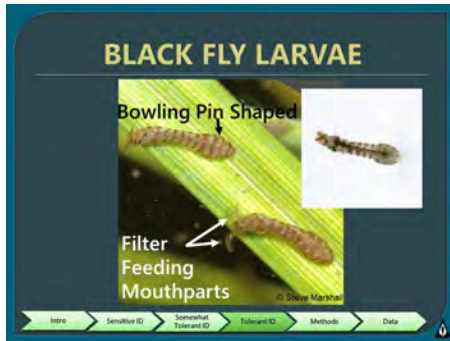 BLACK FLY LARVAE
Bowling Pin Shaped
Filter
Feeding
Mouthparts
© Steve Marshall
Intro
Sensitive ID
Somewhat
Tolerant ID
Tolerant ID
Methods
Data